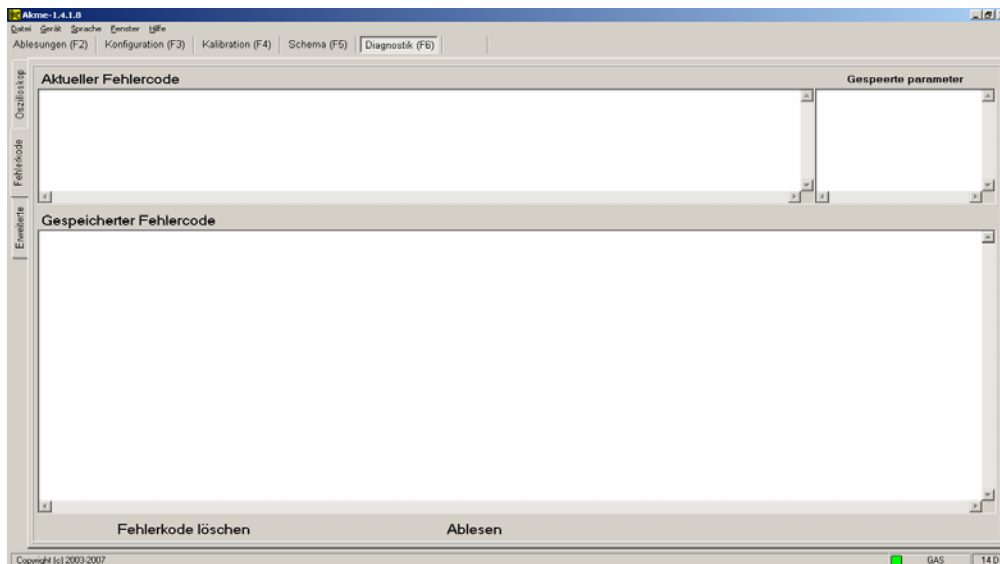 Akme-1.4.1.0
Datei Gerät Sprache Fenster Hilfe
Ablesungen (F2) Konfiguration (F3) Kalibration (F4) Schema (F5) Diagnostik (F6)
Oszilloskop
Fehlerkode
Erweiterte
Aktueller Fehlercode
Gespeerte parameter
Gespeicherter Fehlercode
Fehlerkode löschen Ablesen
Copyright (c) 2003-2007 GAS 14 D